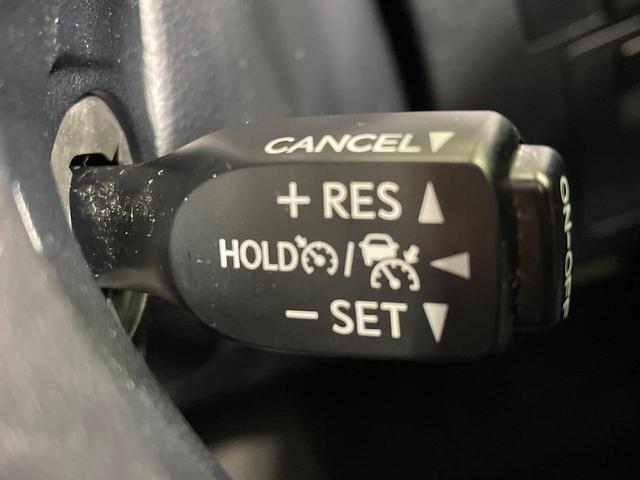 CANCEL▼
+ RES ▲
HOLD / ◀
− SET ▼
ON-OFF